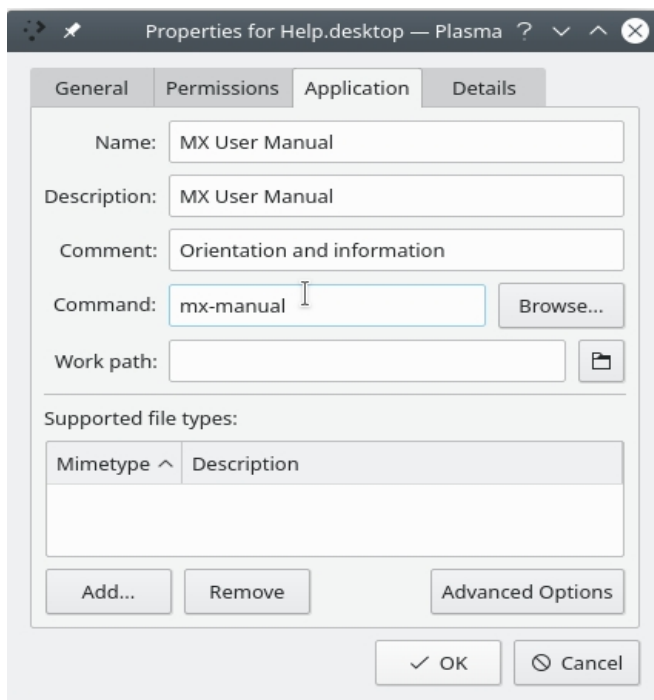 Properties for Help.desktop — Plasma ?
General Permissions Application Details
Name: MX User Manual
Description: MX User Manual
Comment: Orientation and information
Command: mx-manual Browse...
Work path:
Supported file types:
Mimetype Description
Add... Remove Advanced Options
OK Cancel